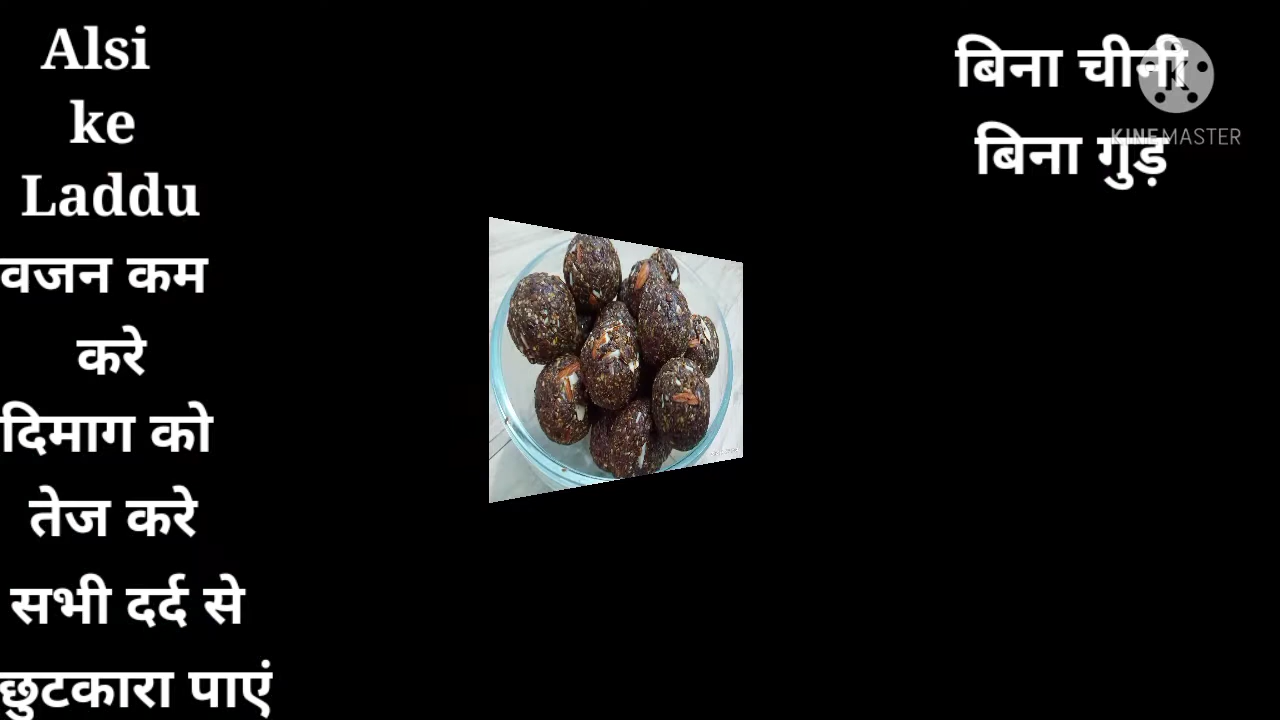 Alsi
ke
Laddu
वजन कम
करे
दिमाग को
तेज करे
सभी दर्द से
छुटकारा पाएं
बिना चीनी
बिना गुड़
K
KINEMASTER